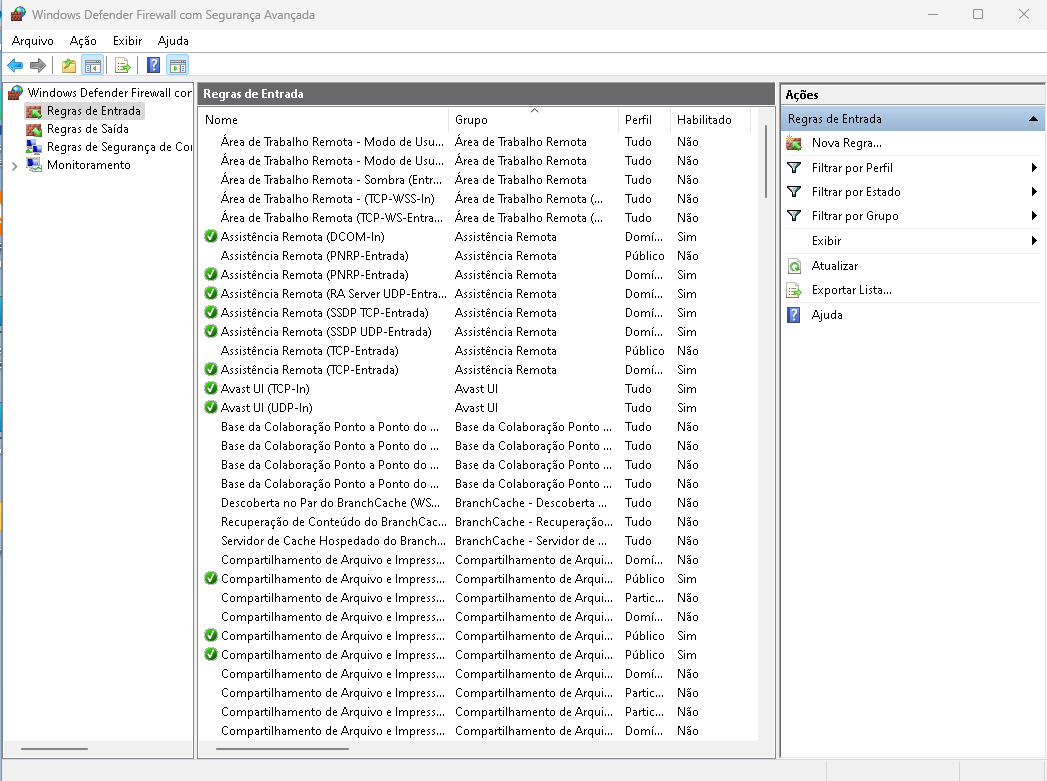 Windows Defender Firewall com Segurança Avançada
Arquivo Ação Exibir Ajuda
Windows Defender Firewall cor
Regras de Entrada
Regras de Saída
Regras de Segurança de Cor
Monitoramento
Regras de Entrada
Nome Grupo Perfil Habilitado
Área de Trabalho Remota - Modo de Usu... Área de Trabalho Remota Tudo Não
Área de Trabalho Remota - Modo de Usu... Área de Trabalho Remota Tudo Não
Área de Trabalho Remota - Sombra (Entr... Área de Trabalho Remota Tudo Não
Área de Trabalho Remota - (TCP-WSS-In) Área de Trabalho Remota (... Tudo Não
Área de Trabalho Remota (TCP-WS-Entra... Área de Trabalho Remota (... Tudo Não
Assistência Remota (DCOM-In) Assistência Remota Domí... Sim
Assistência Remota (PNRP-Entrada) Assistência Remota Público Não
Assistência Remota (PNRP-Entrada) Assistência Remota Domí... Sim
Assistência Remota (RA Server UDP-Entra... Assistência Remota Domí... Sim
Assistência Remota (SSDP TCP-Entrada) Assistência Remota Domí... Sim
Assistência Remota (SSDP UDP-Entrada) Assistência Remota Domí... Sim
Assistência Remota (TCP-Entrada) Assistência Remota Público Não
Assistência Remota (TCP-Entrada) Assistência Remota Domí... Sim
Avast UI (TCP-In) Avast UI Tudo Sim
Avast UI (UDP-In) Avast UI Tudo Sim
Base da Colaboração Ponto a Ponto do ... Base da Colaboração Ponto ... Tudo Não
Base da Colaboração Ponto a Ponto do ... Base da Colaboração Ponto ... Tudo Não
Base da Colaboração Ponto a Ponto do ... Base da Colaboração Ponto ... Tudo Não
Base da Colaboração Ponto a Ponto do ... Base da Colaboração Ponto ... Tudo Não
Descoberta no Par do BranchCache (WS... BranchCache - Descoberta ... Tudo Não
Recuperação de Conteúdo do BranchCac... BranchCache - Recuperação... Tudo Não
Servidor de Cache Hospedado do Branch... BranchCache - Servidor de ... Tudo Não
Compartilhamento de Arquivo e Impress... Compartilhamento de Arqui... Domí... Não
Compartilhamento de Arquivo e Impress... Compartilhamento de Arqui... Público Sim
Compartilhamento de Arquivo e Impress... Compartilhamento de Arqui... Partic... Não
Compartilhamento de Arquivo e Impress... Compartilhamento de Arqui... Domí... Não
Compartilhamento de Arquivo e Impress... Compartilhamento de Arqui... Público Sim
Compartilhamento de Arquivo e Impress... Compartilhamento de Arqui... Público Sim
Compartilhamento de Arquivo e Impress... Compartilhamento de Arqui... Domí... Não
Compartilhamento de Arquivo e Impress... Compartilhamento de Arqui... Partic... Não
Compartilhamento de Arquivo e Impress... Compartilhamento de Arqui... Partic... Não
Compartilhamento de Arquivo e Impress... Compartilhamento de Arqui... Domí... Não
Ações
Regras de Entrada
Nova Regra...
Filtrar por Perfil
Filtrar por Estado
Filtrar por Grupo
Exibir
Atualizar
Exportar Lista...
Ajuda